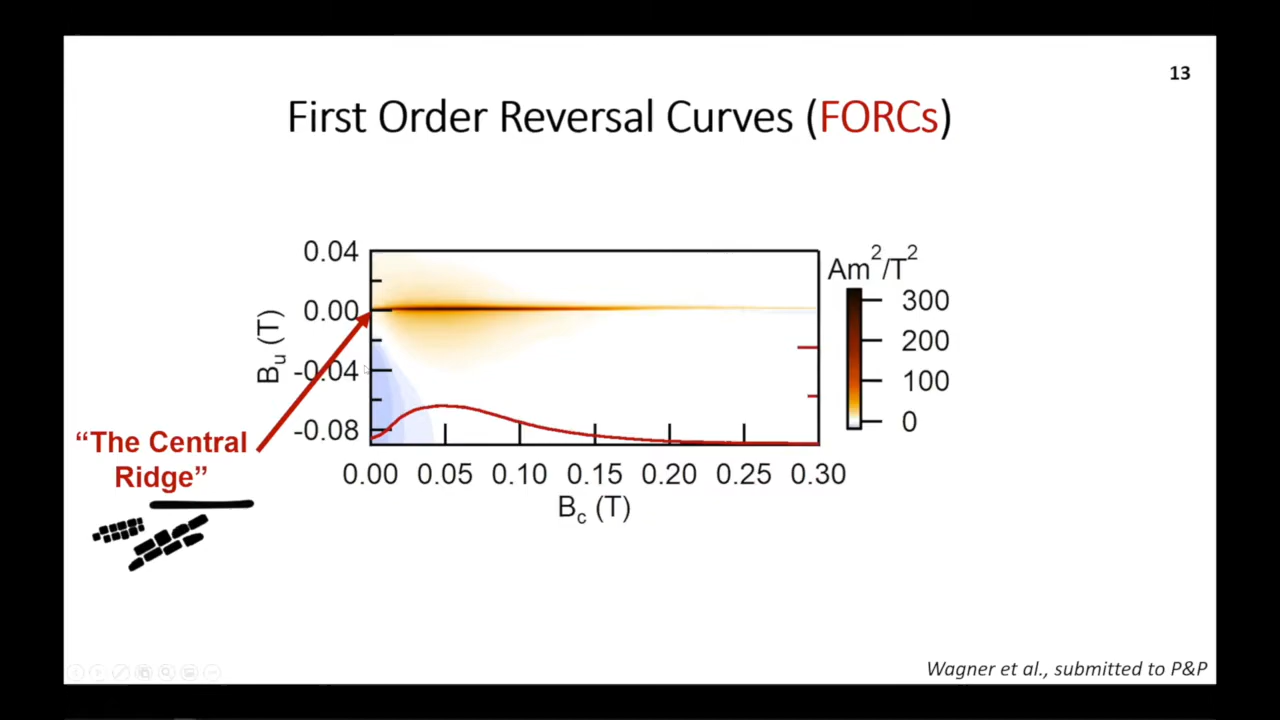 13
First Order Reversal Curves (FORCs)
0.04
0.00
-0.04
-0.08
Bu (T)
0.00 0.05 0.10 0.15 0.20 0.25 0.30
Bc (T)
Am²/T²
300
200
100
0
“The Central
Ridge”
Wagner et al., submitted to P&P